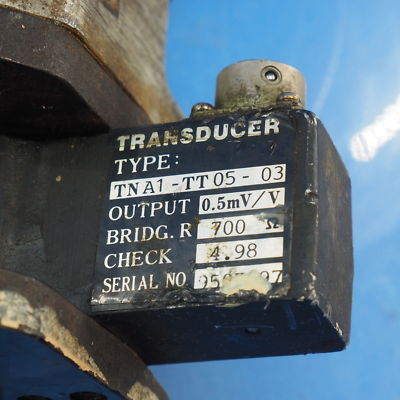 TRANSDUCER
TYPE:
TNA1-TT05-03
OUTPUT 0.5mV/V
BRIDG.R 700 Ω
CHECK 4.98
SERIAL NO.